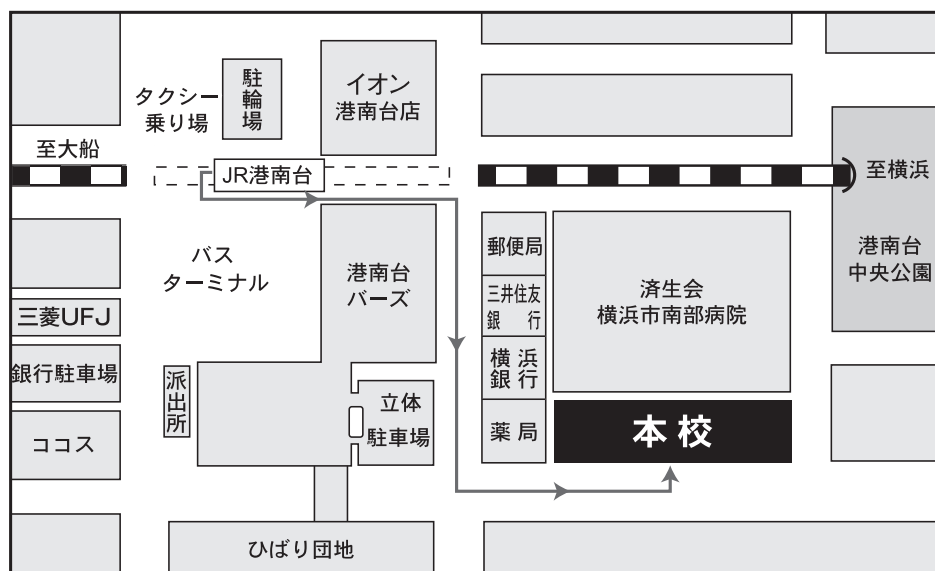 駐輪場
タクシー
乗り場
イオン
港南台店
至大船
JR港南台
至横浜
バス
ターミナル
港南台
バーズ
郵便局
三井住友
銀行
横浜
銀行
薬局
済生会
横浜市南部病院
港南台
中央公園
三菱UFJ
銀行駐車場
ココス
派出所
立体
駐車場
本校
ひばり団地